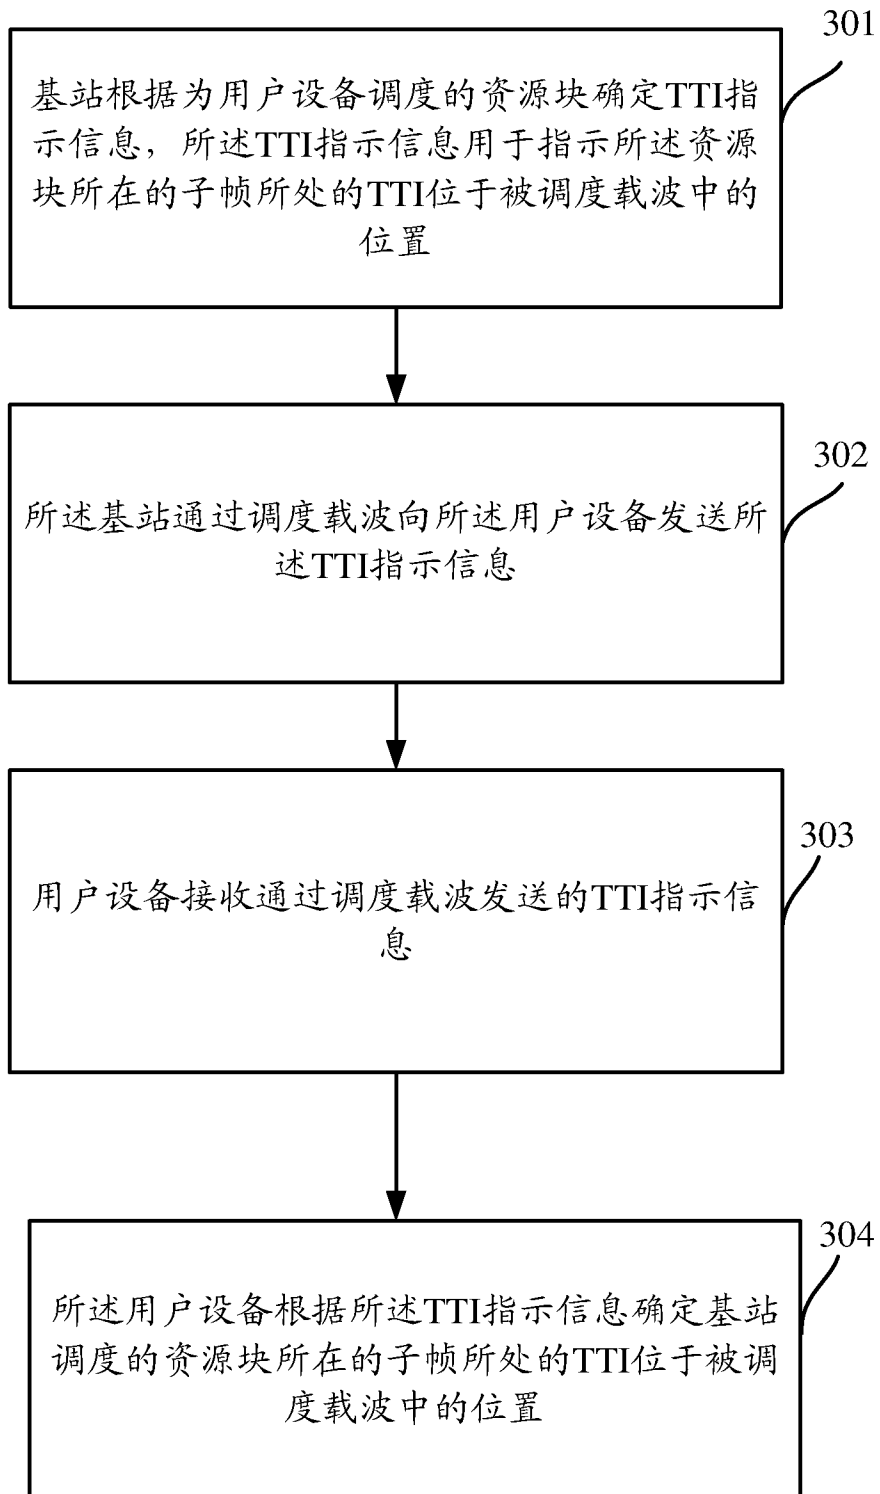 301
基站根据为用户设备调度的资源块确定TTI指
示信息，所述TTI指示信息用于指示所述资源
块所在的子帧所处的TTI位于被调度载波中的
位置
302
所述基站通过调度载波向所述用户设备发送所
述TTI指示信息
303
用户设备接收通过调度载波发送的TTI指示信
息
304
所述用户设备根据所述TTI指示信息确定基站
调度的资源块所在的子帧所处的TTI位于被调
度载波中的位置